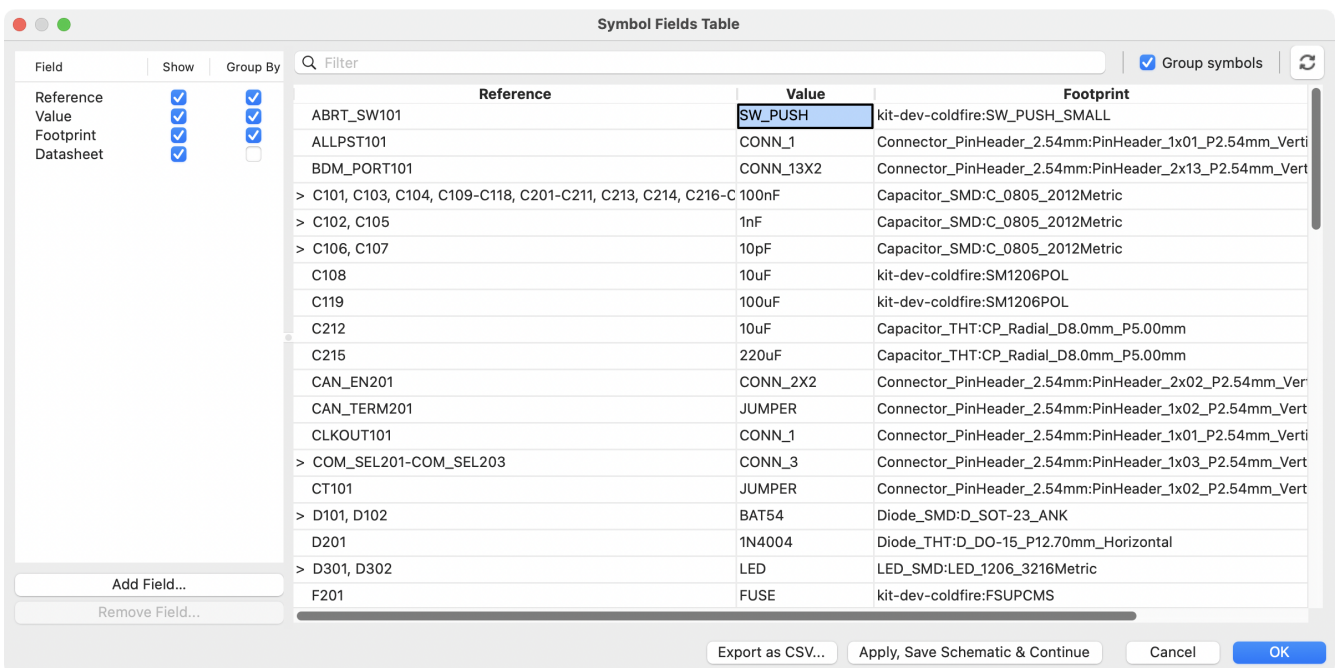 Symbol Fields Table
Field Show Group By
Reference
Value
Footprint
Datasheet
Filter
Group symbols
Reference Value Footprint
ABRT_SW101 SW_PUSH kit-dev-coldfire:SW_PUSH_SMALL
ALLPST101 CONN_1 Connector_PinHeader_2.54mm:PinHeader_1x01_P2.54mm_Verti
BDM_PORT101 CONN_13X2 Connector_PinHeader_2.54mm:PinHeader_2x13_P2.54mm_Vert
> C101, C103, C104, C109-C118, C201-C211, C213, C214, C216-C 100nF Capacitor_SMD:C_0805_2012Metric
> C102, C105 1nF Capacitor_SMD:C_0805_2012Metric
> C106, C107 10pF Capacitor_SMD:C_0805_2012Metric
C108 10uF kit-dev-coldfire:SM1206POL
C119 100uF kit-dev-coldfire:SM1206POL
C212 10uF Capacitor_THT:CP_Radial_D8.0mm_P5.00mm
C215 220uF Capacitor_THT:CP_Radial_D8.0mm_P5.00mm
CAN_EN201 CONN_2X2 Connector_PinHeader_2.54mm:PinHeader_2x02_P2.54mm_Ver
CAN_TERM201 JUMPER Connector_PinHeader_2.54mm:PinHeader_1x02_P2.54mm_Vert
CLKOUT101 CONN_1 Connector_PinHeader_2.54mm:PinHeader_1x01_P2.54mm_Verti
> COM_SEL201-COM_SEL203 CONN_3 Connector_PinHeader_2.54mm:PinHeader_1x03_P2.54mm_Vert
CT101 JUMPER Connector_PinHeader_2.54mm:PinHeader_1x02_P2.54mm_Vert
> D101, D102 BAT54 Diode_SMD:D_SOT-23_ANK
D201 1N4004 Diode_THT:D_DO-15_P12.70mm_Horizontal
> D301, D302 LED LED_SMD:LED_1206_3216Metric
F201 FUSE kit-dev-coldfire:FSUPCMS
Add Field...
Remove Field...
Export as CSV... Apply, Save Schematic & Continue Cancel OK